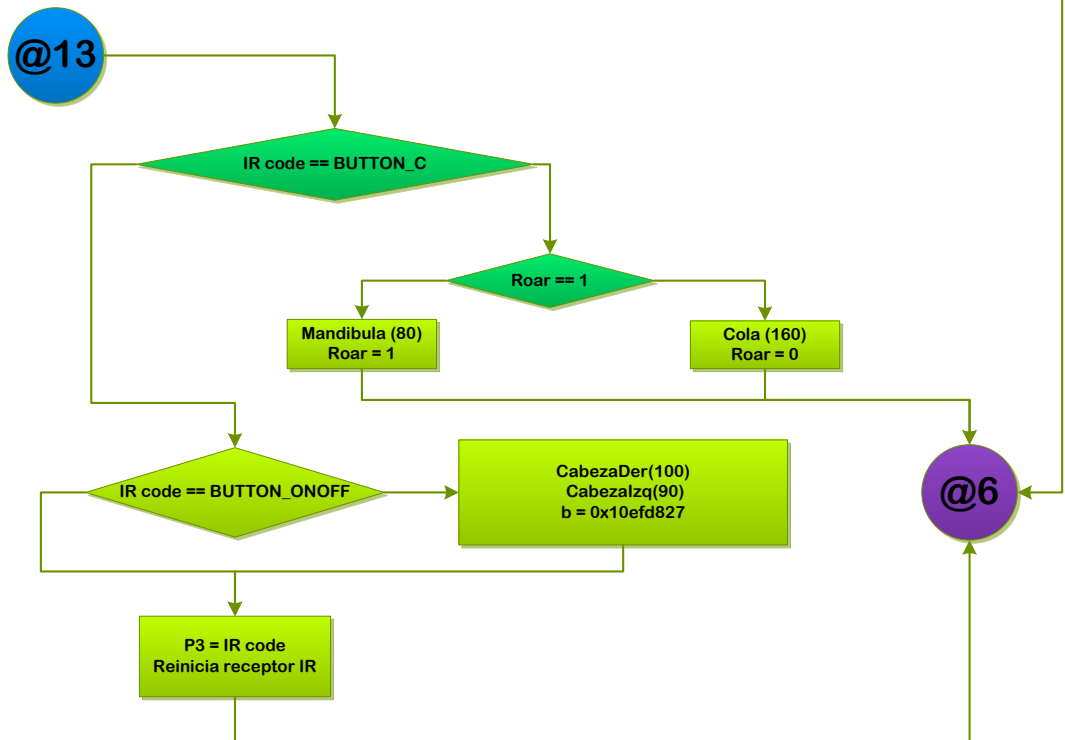 @13
IR code == BUTTON_C
Roar == 1
Mandibula (80)
Roar = 1
Cola (160)
Roar = 0
IR code == BUTTON_ONOFF
CabezaDer(100)
CabezaIzq(90)
b = 0x10efd827
@6
P3 = IR code
Reinicia receptor IR